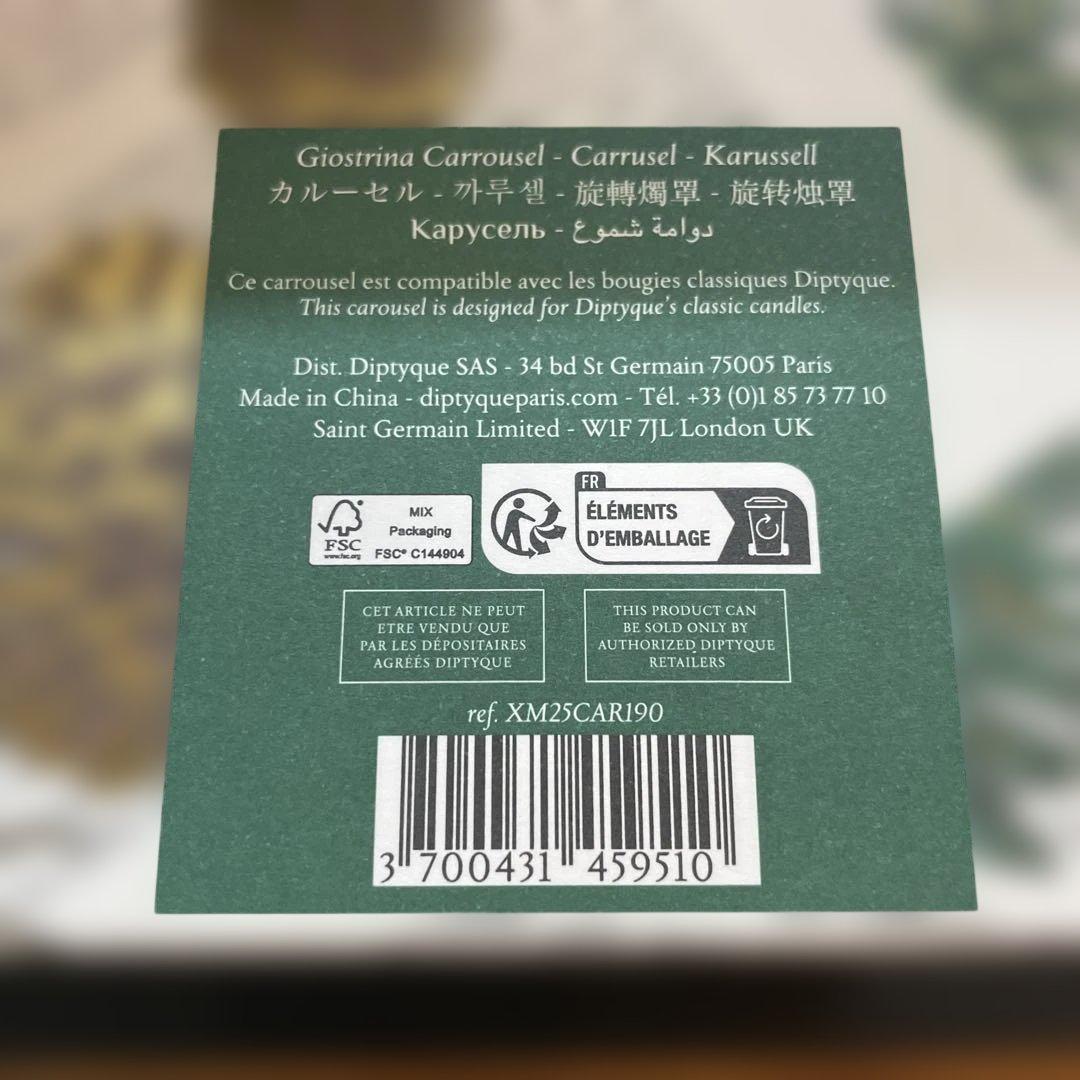 Giostrina Carrousel - Carrusel - Karussell
カルーセル - 까루셀 - 旋轉燭罩 - 旋转烛罩
Карусель - دوامة شموع
Ce carrousel est compatible avec les bougies classiques Diptyque.
This carousel is designed for Diptyque's classic candles.
Dist. Diptyque SAS - 34 bd St Germain 75005 Paris
Made in China - diptyqueparis.com - Tél. +33 (0)1 85 73 77 10
Saint Germain Limited - W1F 7JL London UK
FSC
www.fsc.org
MIX
Packaging
FSC® C144904
FR
ÉLÉMENTS
D'EMBALLAGE
CET ARTICLE NE PEUT
ETRE VENDU QUE
PAR LES DÉPOSITAIRES
AGRÉÉS DIPTYQUE
THIS PRODUCT CAN
BE SOLD ONLY BY
AUTHORIZED DIPTYQUE
RETAILERS
ref. XM25CAR190
3 700431 459510